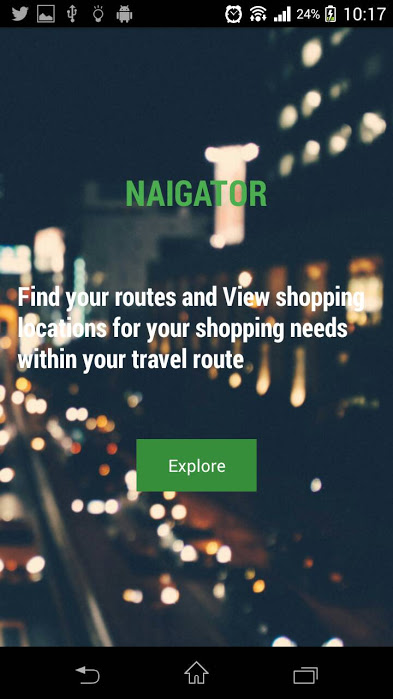 24% 10:17
NAIGATOR
Find your routes and View shopping
locations for your shopping needs
within your travel route
Explore